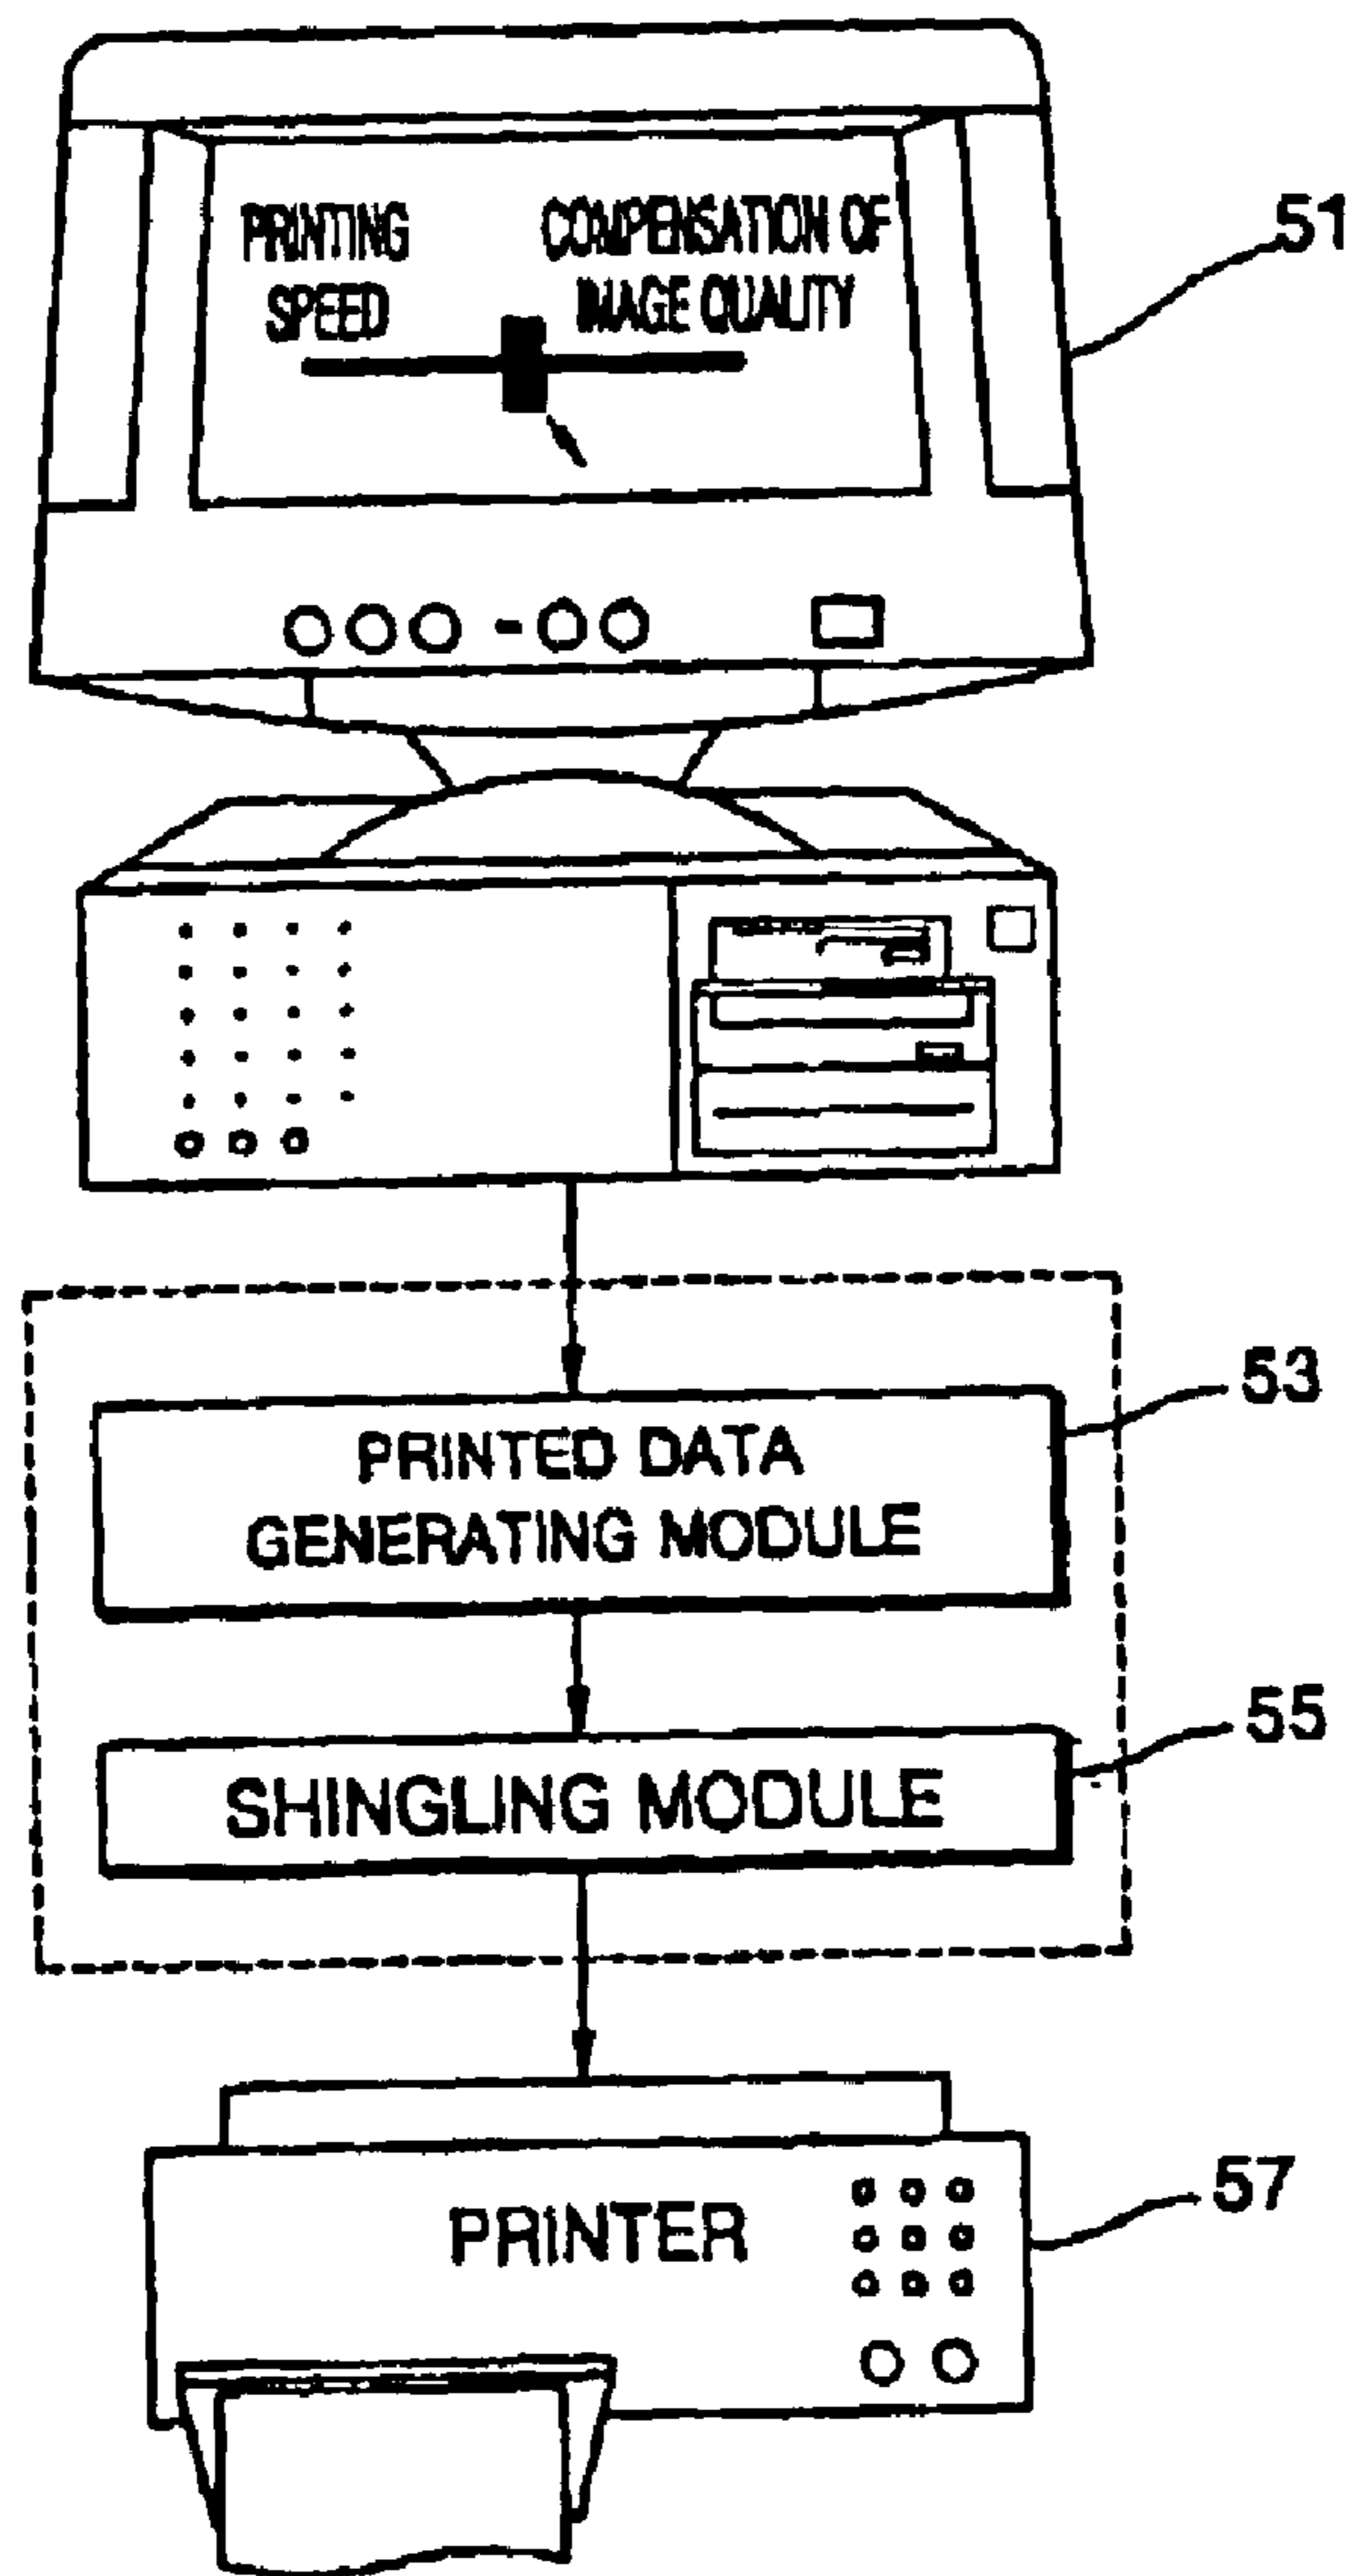 PRINTING
SPEED
COMPENSATION OF
IMAGE QUALITY
51
53
PRINTED DATA
GENERATING MODULE
55
SHINGLING MODULE
57
PRINTER